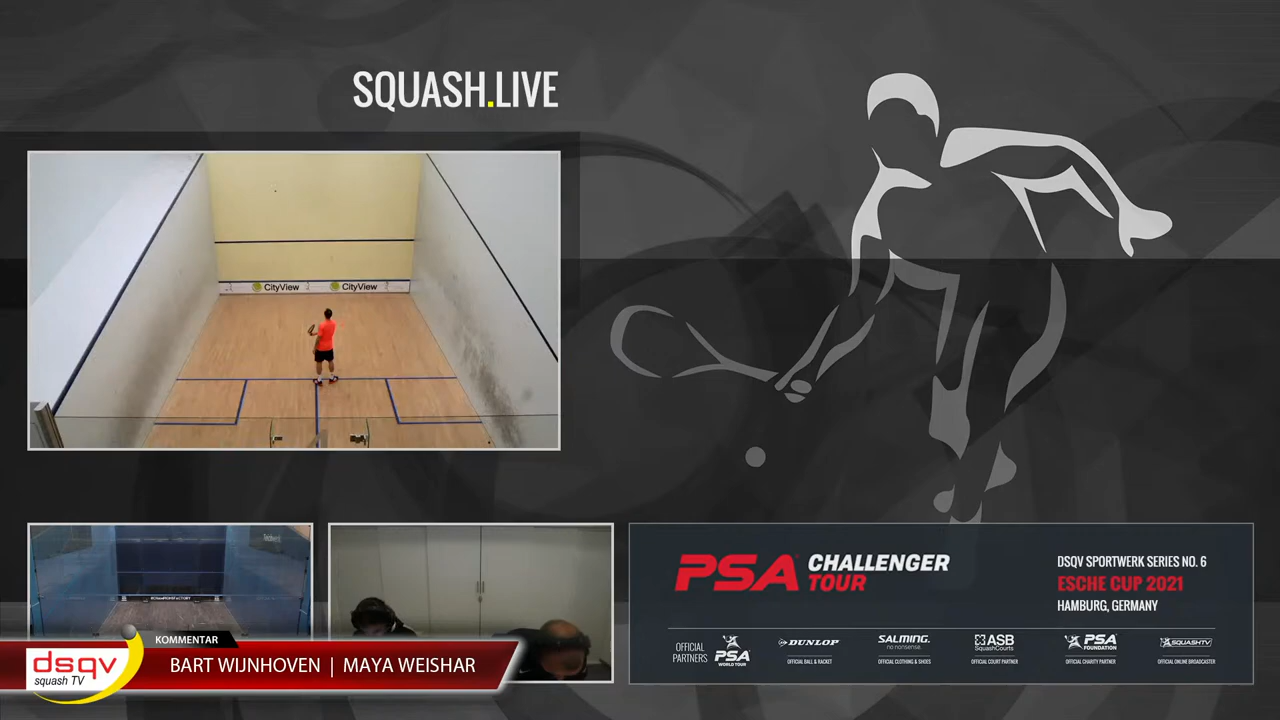 SQUASH.LIVE
CityView CityView
#CHAMPIONSFACTORY
PSA CHALLENGER
TOUR
DSQV SPORTWERK SERIES NO. 6
ESCHE CUP 2021
HAMBURG, GERMANY
OFFICIAL
PARTNERS
PSA
WORLD TOUR
DUNLOP
OFFICIAL BALL & RACKET
SALMING.
no nonsense.
OFFICIAL CLOTHING & SHOES
ASB
SquashCourts
OFFICIAL COURT PARTNER
PSA
FOUNDATION
OFFICIAL CHARITY PARTNER
SQUASHTV
OFFICIAL ONLINE BROADCASTER
KOMMENTAR
dsqv
squash TV
BART WIJNHOVEN | MAYA WEISHAR